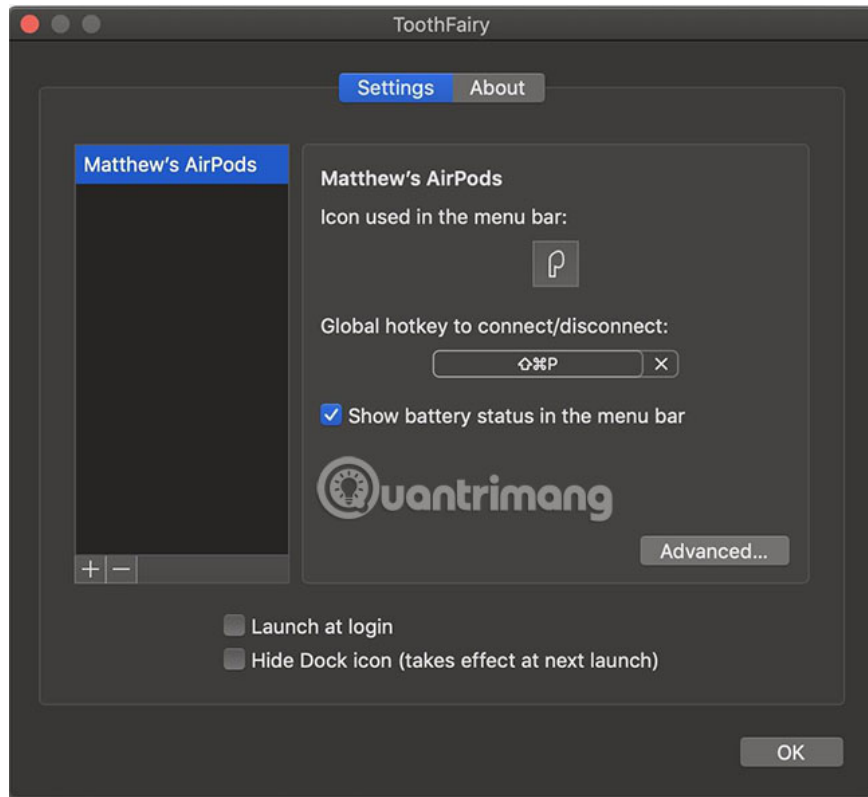 ToothFairy
Settings About
Matthew's AirPods
Matthew's AirPods
Icon used in the menu bar:
Global hotkey to connect/disconnect:
⇧⌘P
Show battery status in the menu bar
Quantrimang
Advanced...
Launch at login
Hide Dock icon (takes effect at next launch)
OK